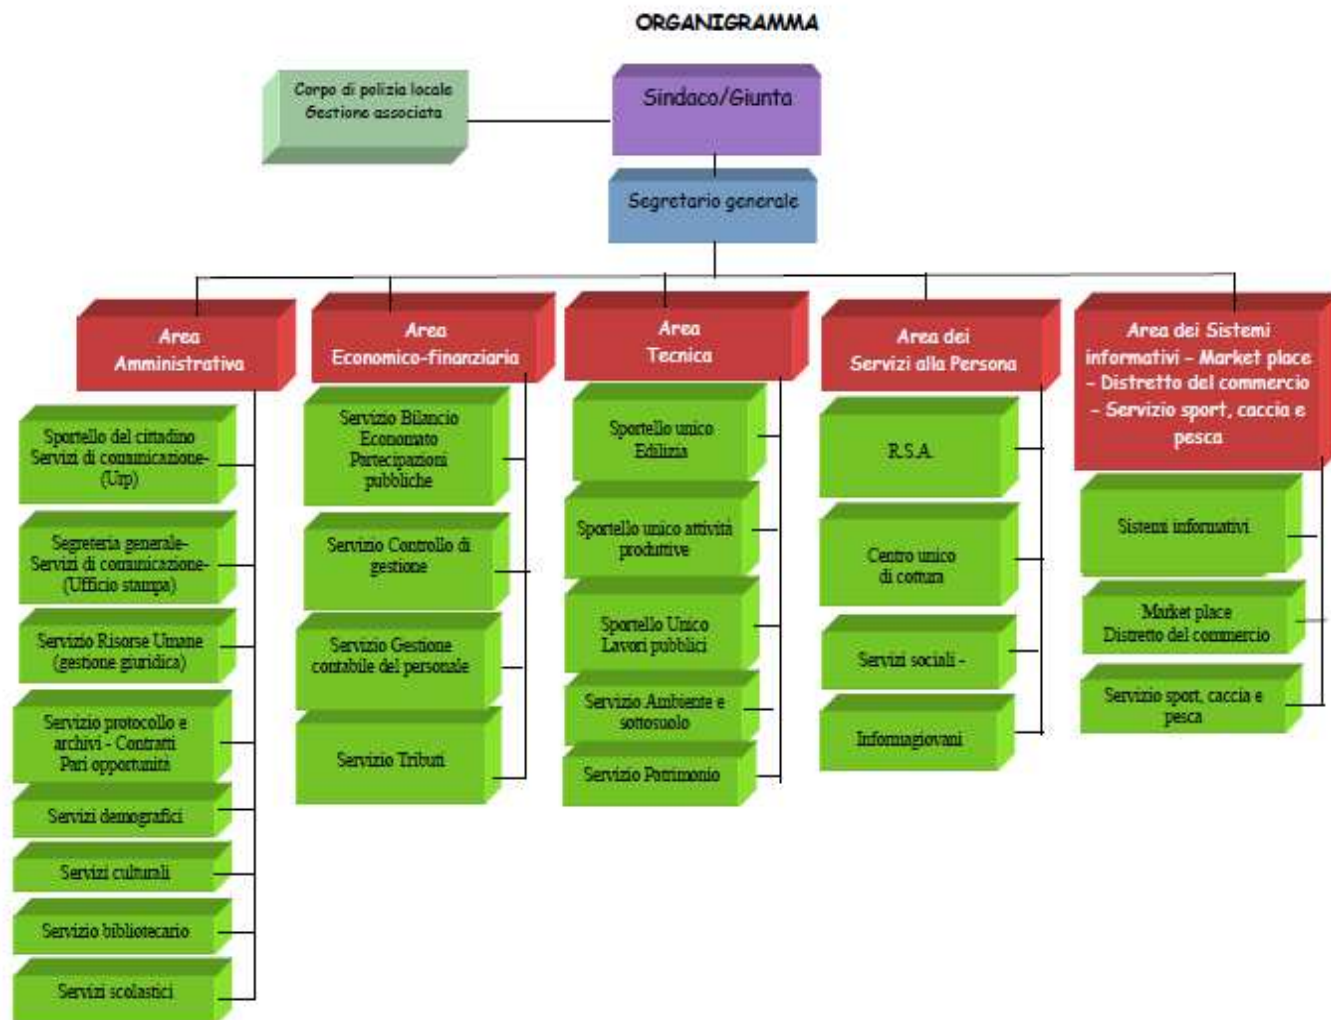 ORGANIGRAMMA
Corpo di polizia locale
Gestione associata
Sindaco/Giunta
Segretario generale
Area
Amministrativa
Sportello del cittadino
Servizi di comunicazione-
(Urp)
Segreteria generale-
Servizi di comunicazione-
(Ufficio stampa)
Servizio Risorse Umane
(gestione giuridica)
Servizio protocollo e
archivi - Contratti
Pari opportunità
Servizi demografici
Servizi culturali
Servizio bibliotecario
Servizi scolastici
Area
Economico-finanziaria
Servizio Bilancio
Economato
Partecipazioni
pubbliche
Servizio Controllo di
gestione
Servizio Gestione
contabile del personale
Servizio Tributi
Area
Tecnica
Sportello unico
Edilizia
Sportello unico attività
produttive
Sportello Unico
Lavori pubblici
Servizio Ambiente e
sottosuolo
Servizio Patrimonio
Area dei
Servizi alla Persona
R.S.A.
Centro unico
di cottura
Servizi sociali -
Informagiovani
Area dei Sistemi
informativi - Market place
- Distretto del commercio
- Servizio sport, caccia e
pesca
Sistemi informativi
Market place
Distretto del commercio
Servizio sport, caccia e
pesca